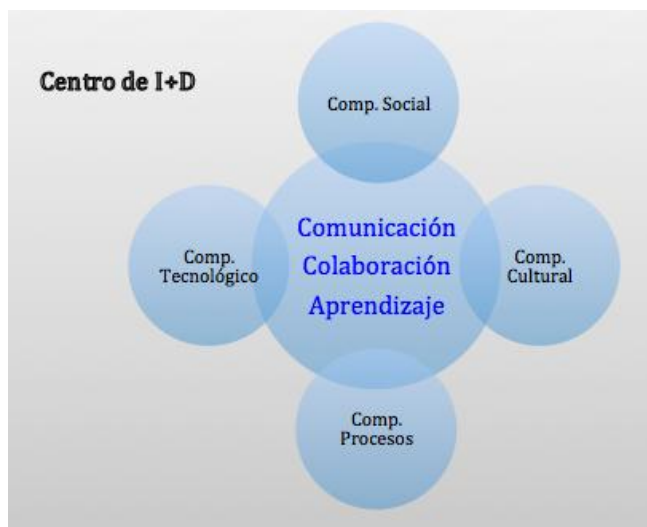 Centro de I+D
Comp. Social
Comunicación
Colaboración
Aprendizaje
Comp.
Tecnológico
Comp.
Cultural
Comp.
Procesos